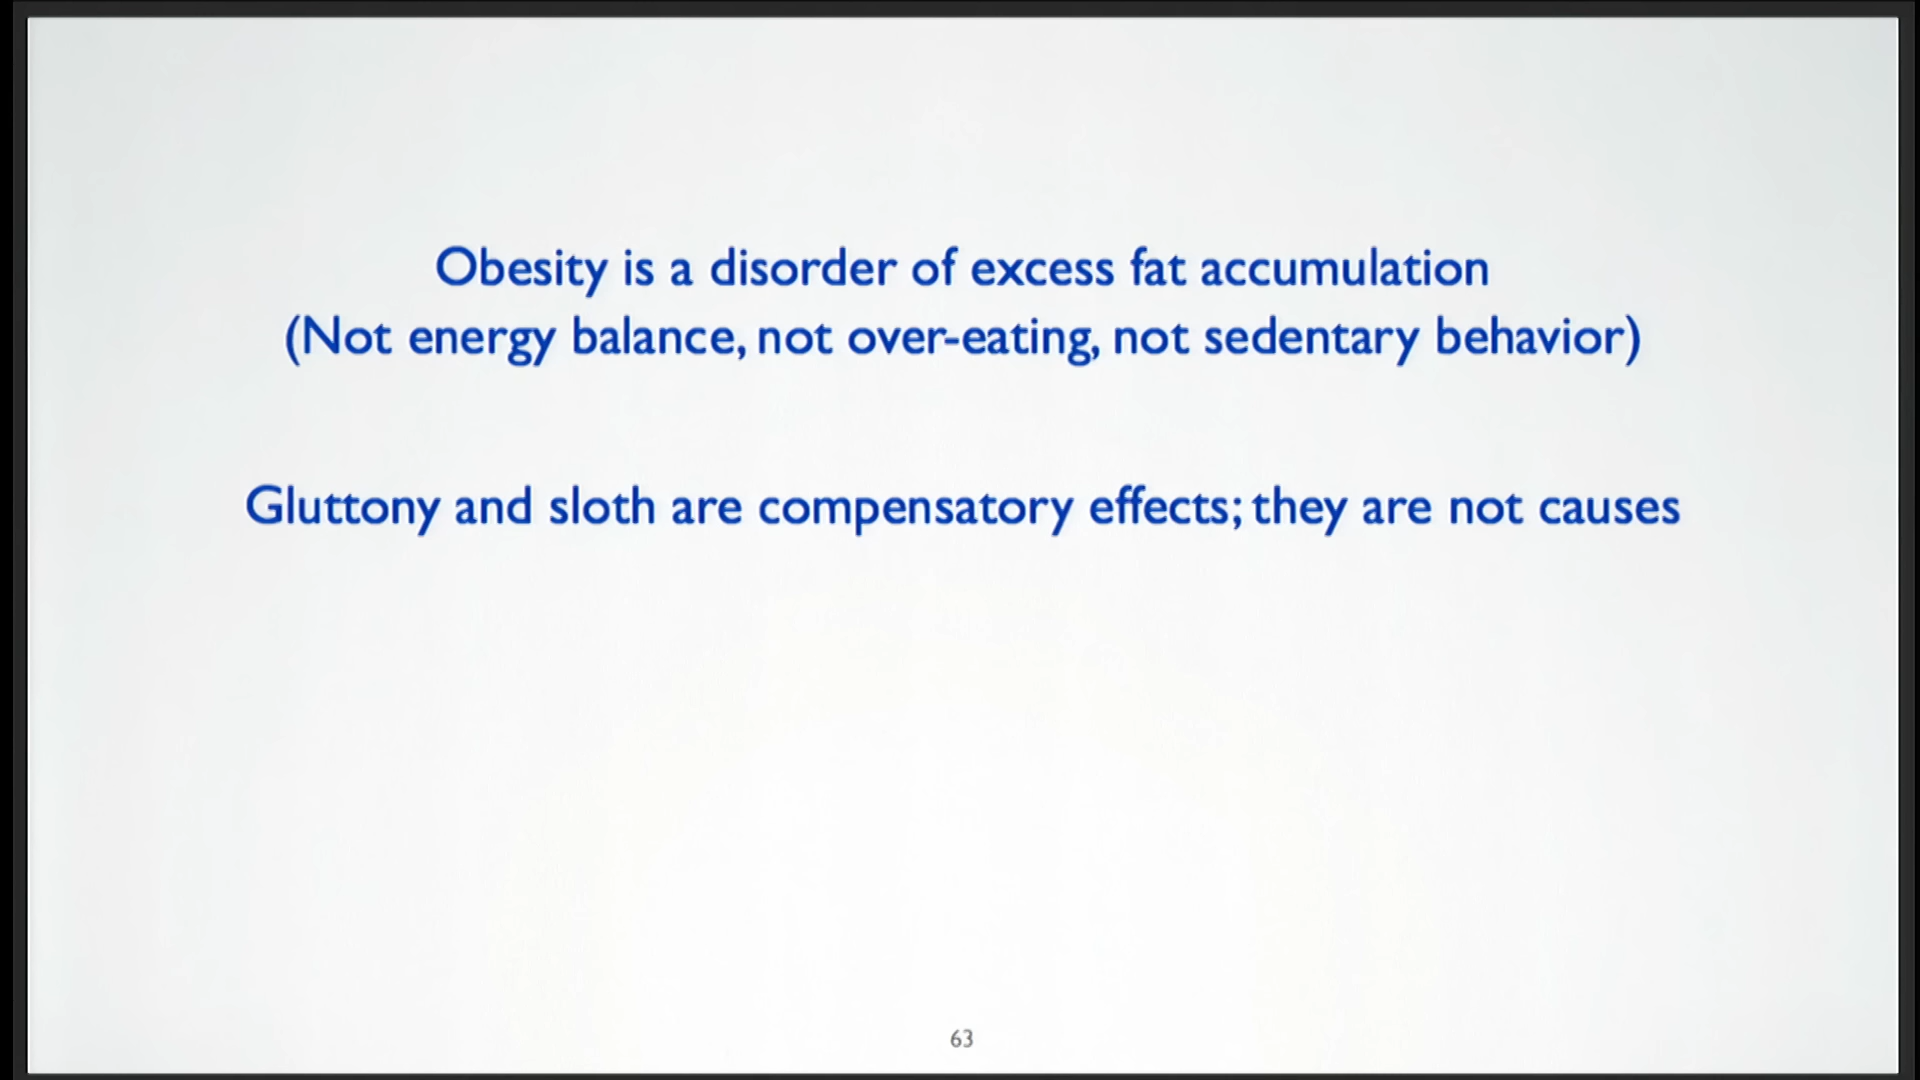 Obesity is a disorder of excess fat accumulation
(Not energy balance, not over-eating, not sedentary behavior)
Gluttony and sloth are compensatory effects; they are not causes
63